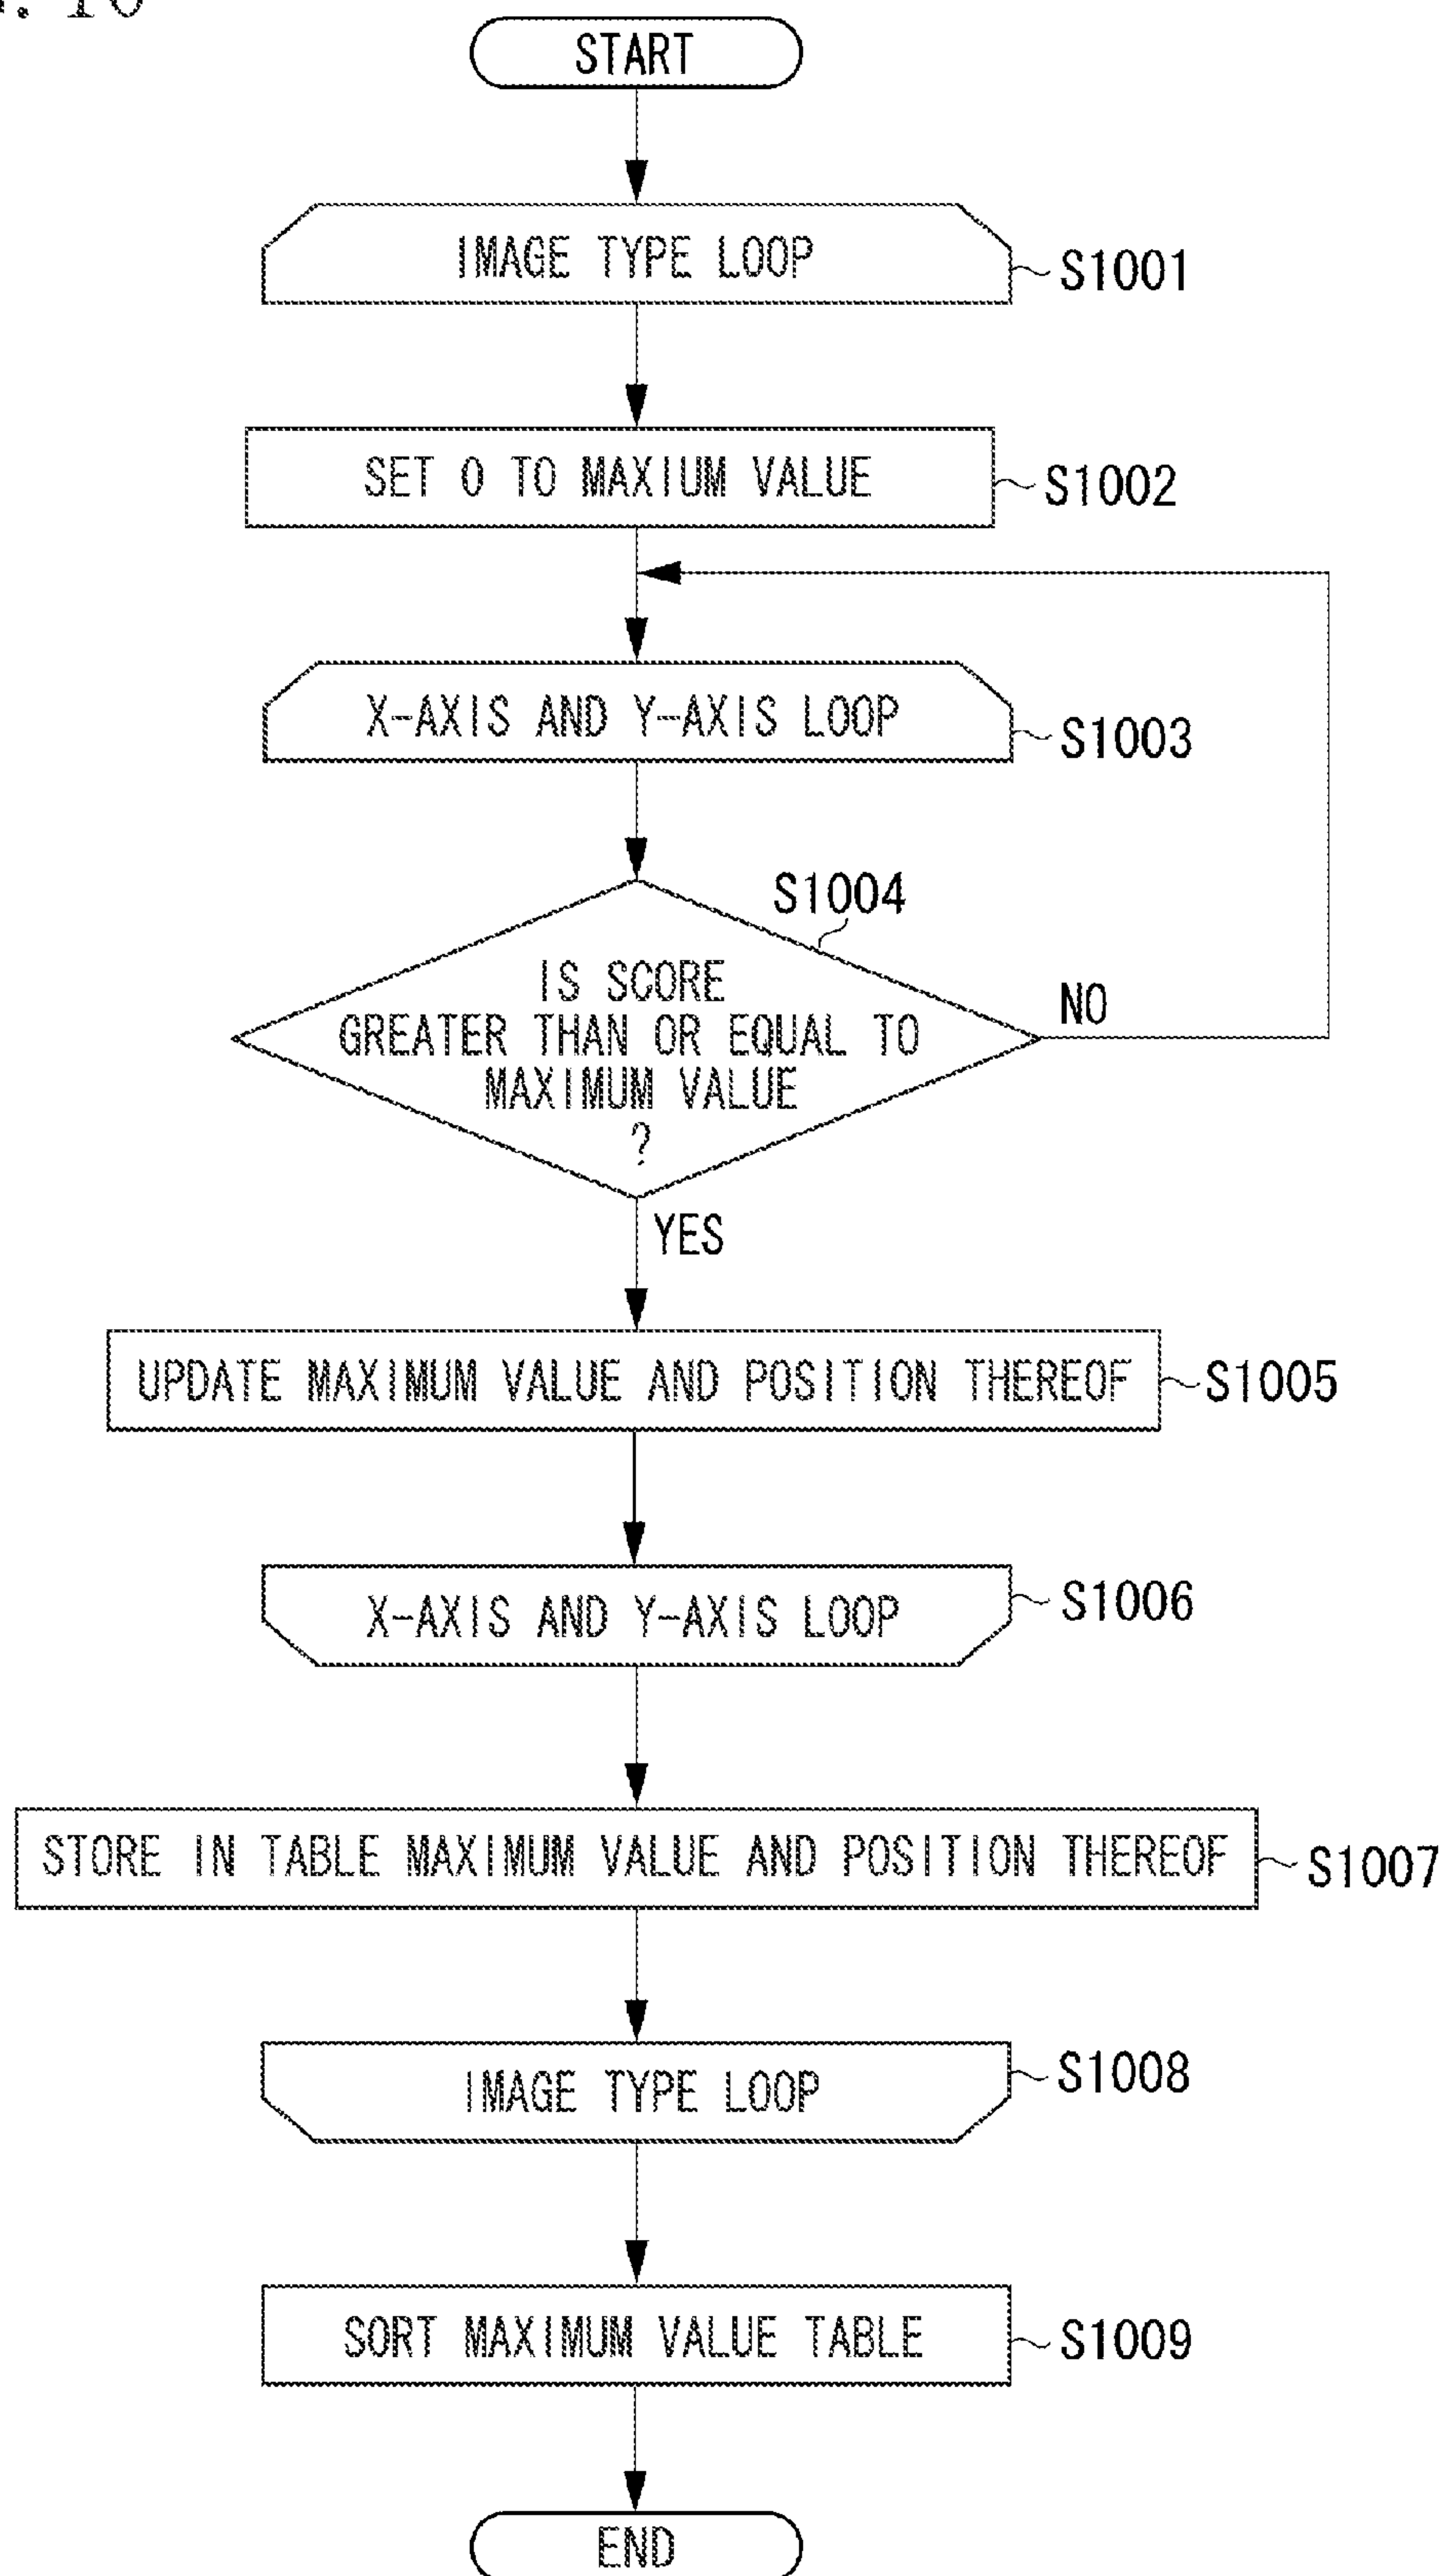 START
IMAGE TYPE LOOP
S1001
SET 0 TO MAXIUM VALUE
S1002
X-AXIS AND Y-AXIS LOOP
S1003
S1004
IS SCORE
GREATER THAN OR EQUAL TO
MAXIMUM VALUE
?
NO
YES
UPDATE MAXIMUM VALUE AND POSITION THEREOF
S1005
X-AXIS AND Y-AXIS LOOP
S1006
STORE IN TABLE MAXIMUM VALUE AND POSITION THEREOF
S1007
IMAGE TYPE LOOP
S1008
SORT MAXIMUM VALUE TABLE
S1009
END